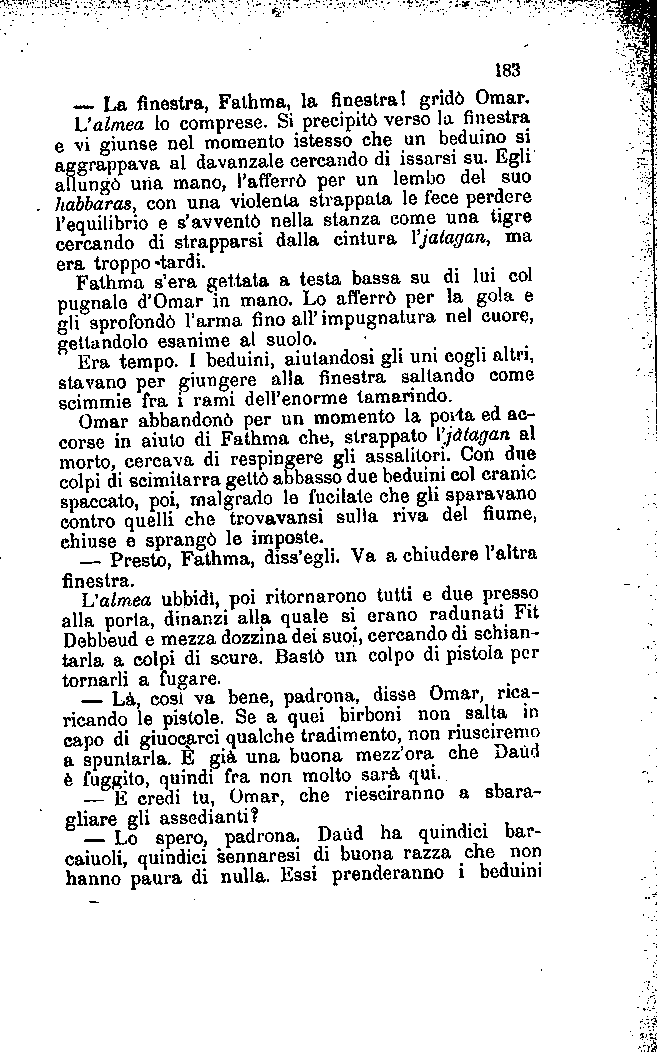 183
— La finestra, Fathma, la finestra! gridò Omar.
L'almea lo comprese. Si precipitò verso la finestra
e vi giunse nel momento istesso che un beduino si
aggrappava al davanzale cercando di issarsi su. Egli
allungò una mano, l'afferrò per un lembo del suo
habbaras, con una violenta strappata le fece perdere
l'equilibrio e s'avventò nella stanza come una tigre
cercando di strapparsi dalla cintura l'jatagan, ma
era troppo tardi.
Fathma s'era gettata a testa bassa su di lui col
pugnale d'Omar in mano. Lo afferrò per la gola e
gli sprofondò l'arma fino all'impugnatura nel cuore,
gettandolo esanime al suolo.
Era tempo. I beduini, aiutandosi gli uni cogli altri,
stavano per giungere alla finestra saltando come
scimmie fra i rami dell'enorme tamarindo.
Omar abbandonò per un momento la porta ed ac-
corse in aiuto di Fathma che, strappato l'jàtagan al
morto, cercava di respingere gli assalitori. Con due
colpi di scimitarra gettò abbasso due beduini col cranio
spaccato, poi, malgrado le fucilate che gli sparavano
contro quelli che trovavansi sulla riva del fiume,
chiuse e sprangò le imposte.
— Presto, Fathma, diss'egli. Va a chiudere l'altra
finestra.
L'almea ubbidì, poi ritornarono tutti e due presso
alla porta, dinanzi alla quale si erano radunati Fit
Debbeud e mezza dozzina dei suoi, cercando di schian-
tarla a colpi di scure. Bastò un colpo di pistola per
tornarli a fugare.
— Là, così va bene, padrona, disse Omar, rica-
ricando le pistole. Se a quei birboni non salta in
capo di giuocarci qualche tradimento, non riusciremo
a spuntarla. È già una buona mezz'ora che Daùd
è fuggito, quindi fra non molto sarà qui.
— E credi tu, Omar, che riesciranno a sbara-
gliare gli assedianti?
— Lo spero, padrona. Daùd ha quindici bar-
caiuoli, quindici sennaresi di buona razza che non
hanno paura di nulla. Essi prenderanno i beduini